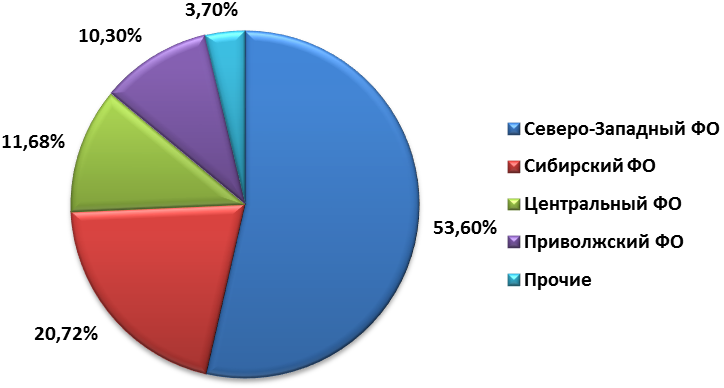 3,70%
10,30%
11,68%
20,72%
53,60%
Северо-Западный ФО
Сибирский ФО
Центральный ФО
Приволжский ФО
Прочие